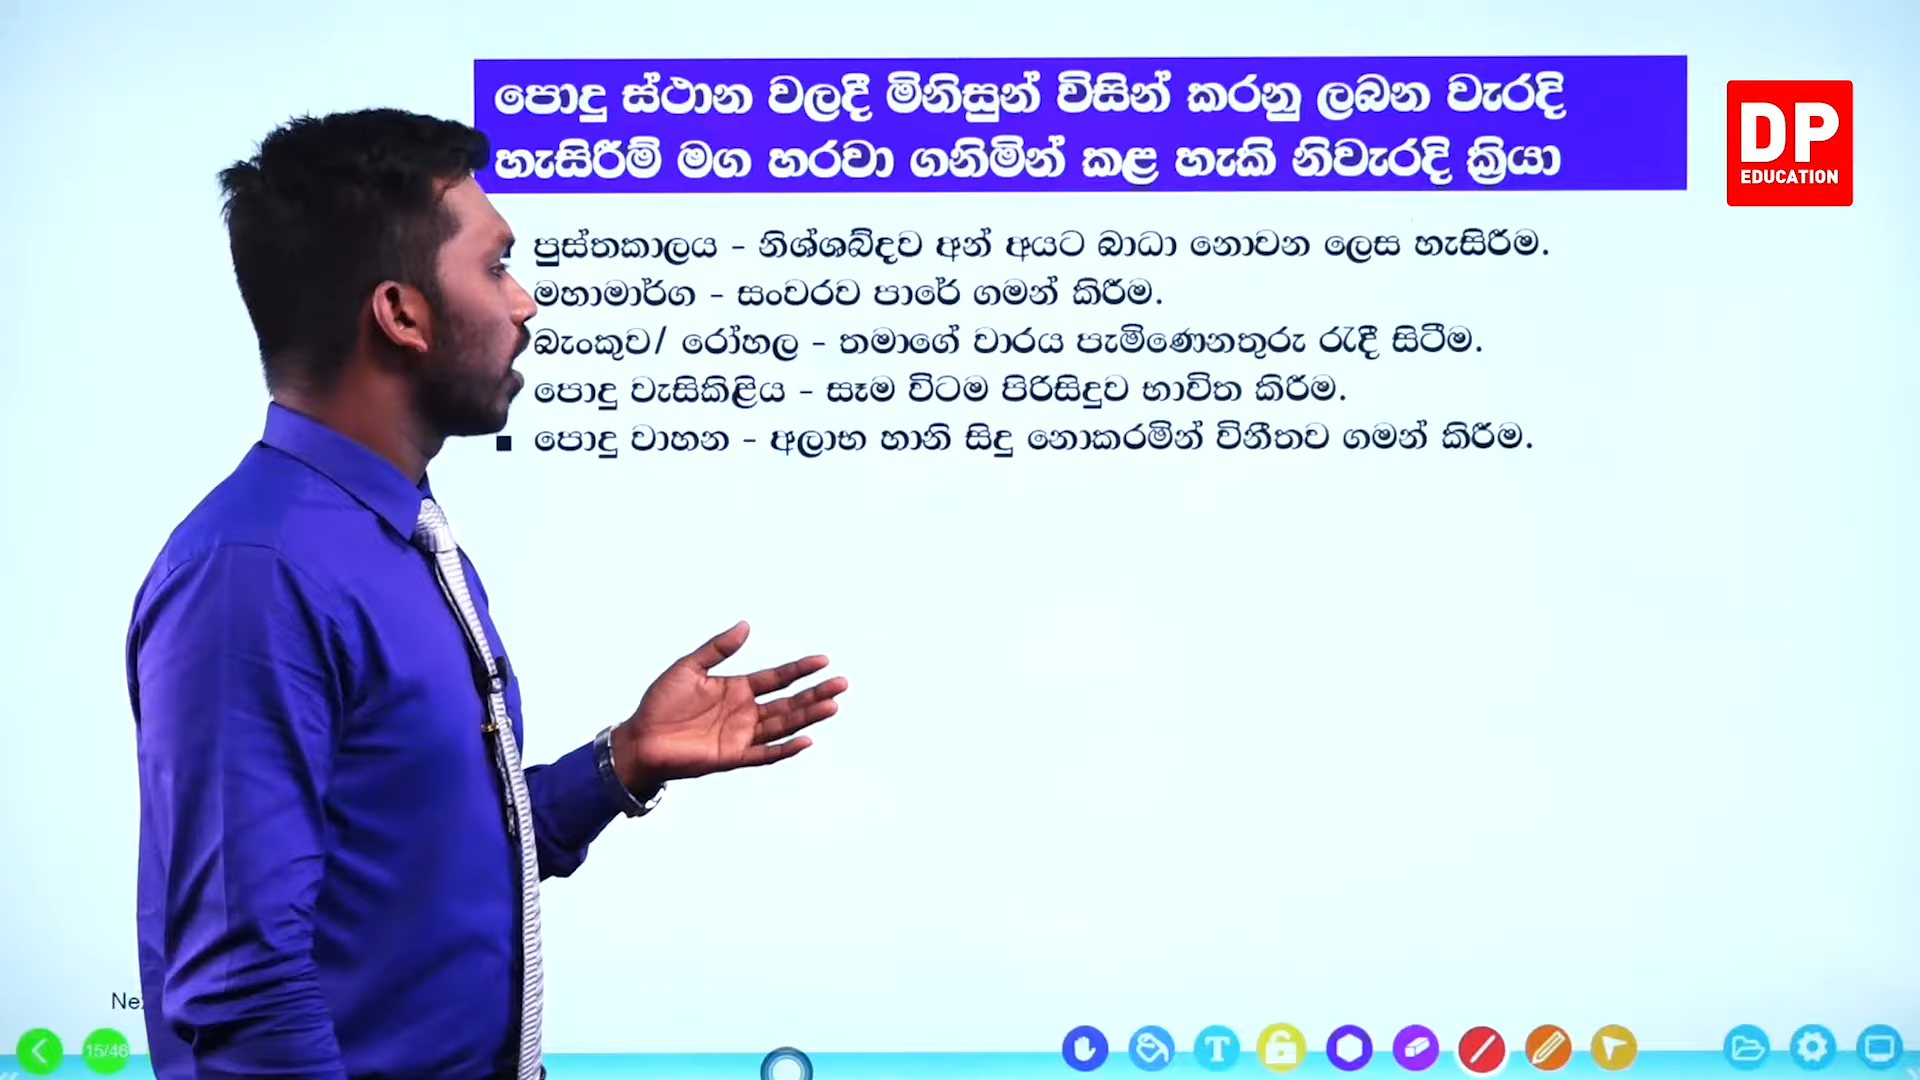 පොදු ස්ථාන වලදී මිනිසුන් විසින් කරනු ලබන වැරදි
හැසිරීම් මග හරවා ගනිමින් කළ හැකි නිවැරදි ක්‍රියා
DP
EDUCATION
පුස්තකාලය - නිශ්ශබ්දව අන් අයට බාධා නොවන ලෙස හැසිරීම.
මහාමාර්ග - සංවරව පාරේ ගමන් කිරීම.
බැංකුව/ රෝහල - තමාගේ වාරය පැමිණෙනතුරු රැදී සිටීම.
පොදු වැසිකිළිය - සෑම විටම පිරිසිදුව භාවිත කිරීම.
▪ පොදු වාහන - අලාභ හානි සිදු නොකරමින් විනීතව ගමන් කිරීම.
15/46
T